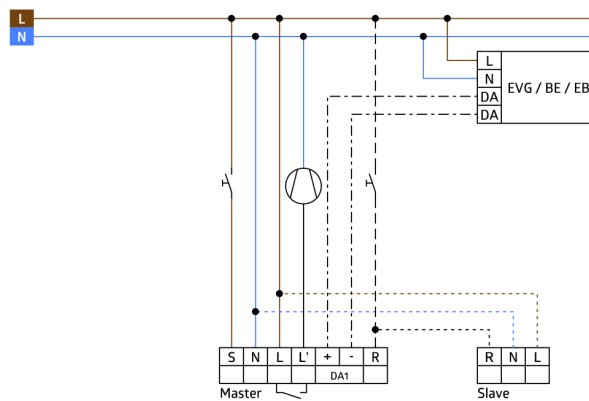 L
N
L
N
DA
DA
EVG / BE / EB
S N L L' + - R
DA1
Master
R N L
Slave